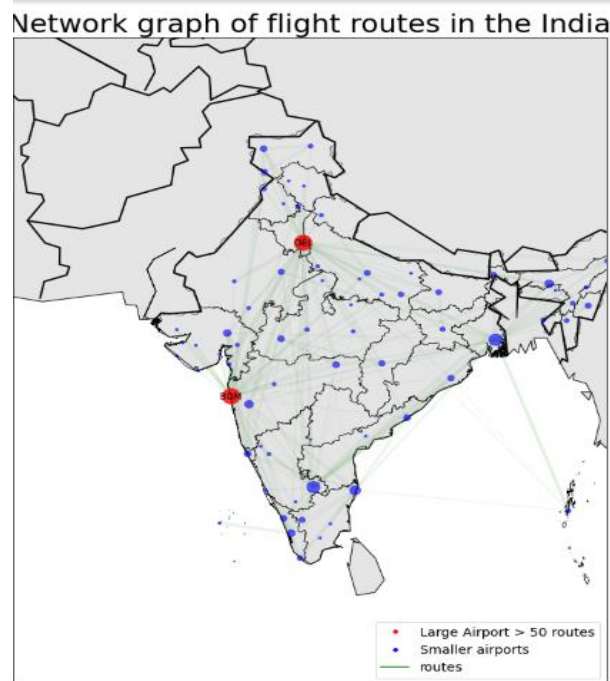 Network graph of flight routes in the India
DEL
BOM
Large Airport > 50 routes
Smaller airports
routes